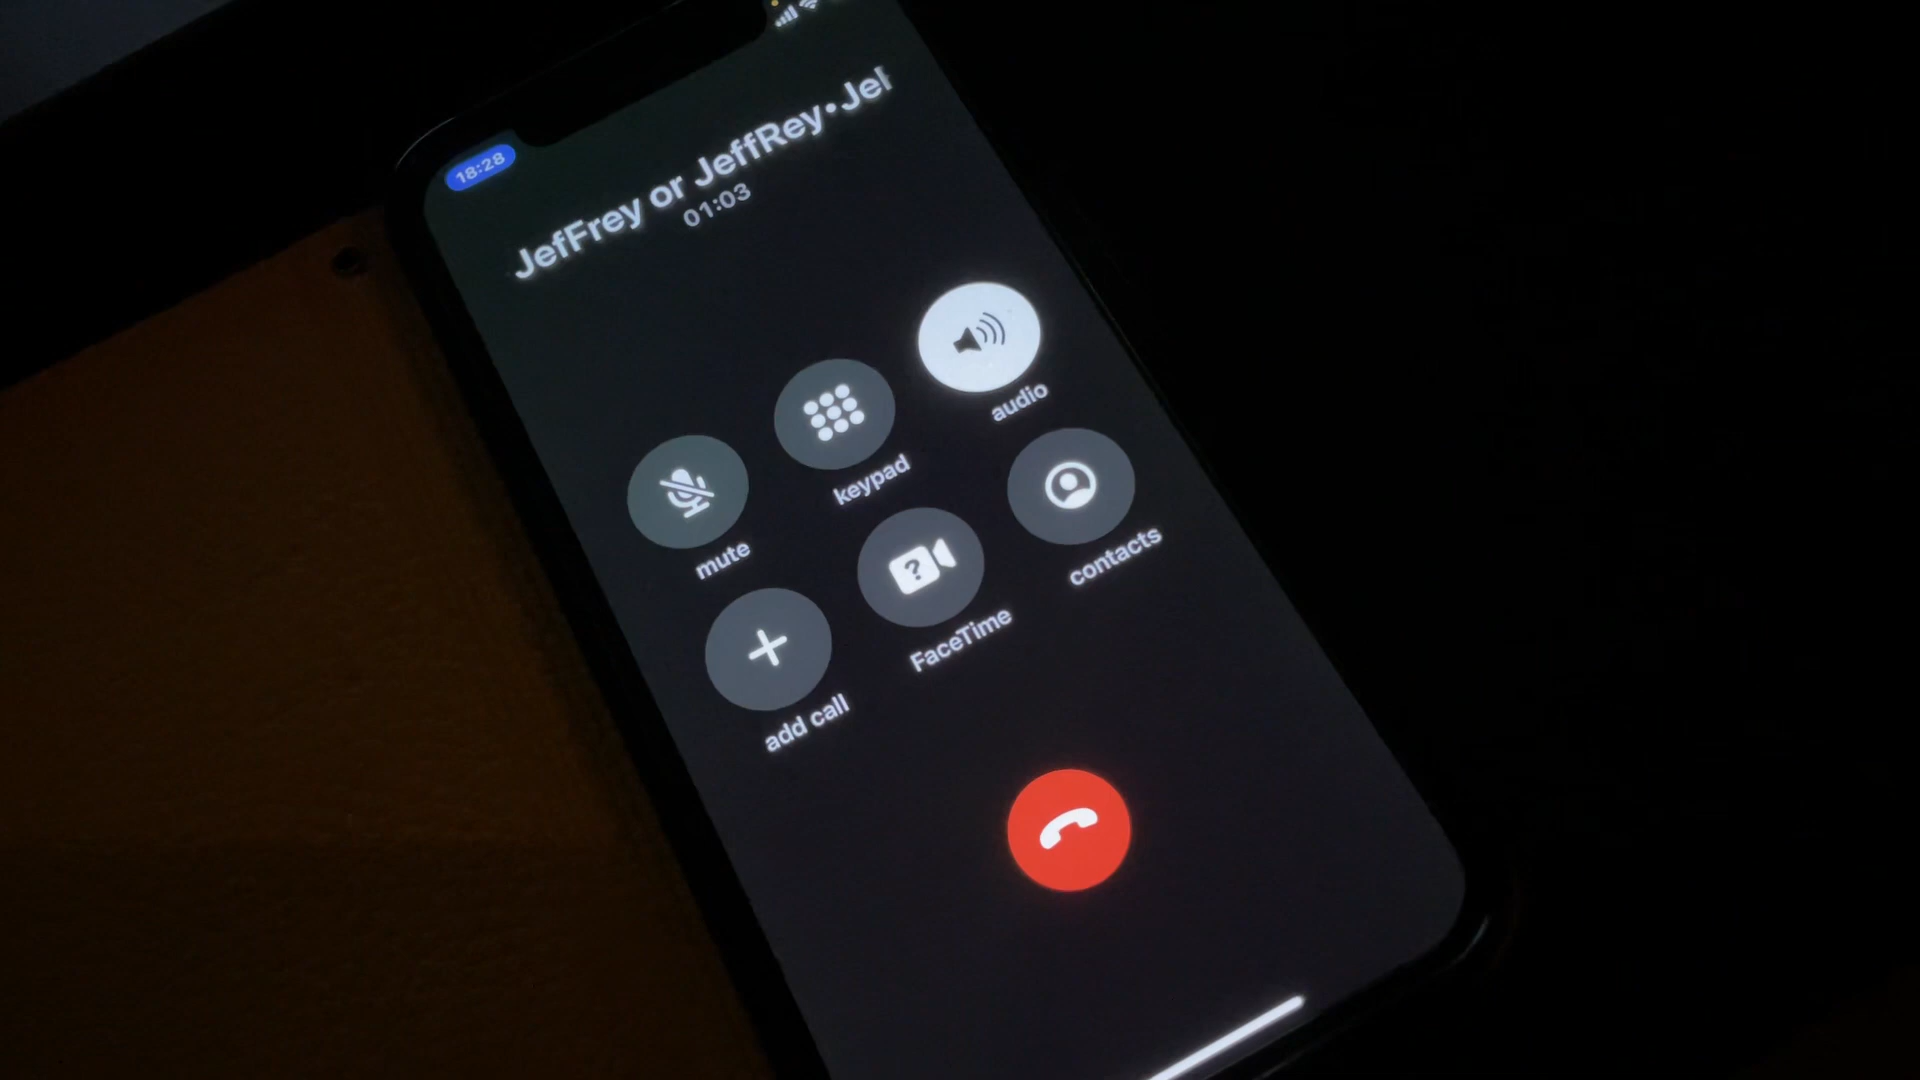 18:28
JefFrey or JeffRey•Jef
01:03
mute
keypad
audio
add call
?
FaceTime
contacts